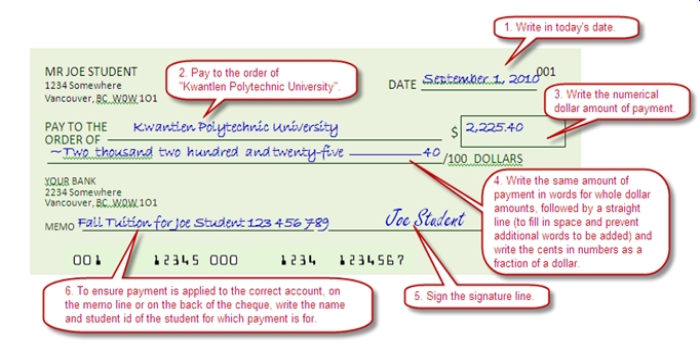 1. Write in today's date.
MR JOE STUDENT
1234 Somewhere
Vancouver, BC W0W 1O1
2. Pay to the order of
"Kwantlen Polytechnic University".
DATE September 1, 2010
001
3. Write the numerical
dollar amount of payment.
PAY TO THE
ORDER OF
Kwantlen Polytechnic University
$ 2,225.40
~Two thousand two hundred and twenty-five 40 /100 DOLLARS
YOUR BANK
2234 Somewhere
Vancouver, BC W0W 1O1
4. Write the same amount of
payment in words for whole dollar
amounts, followed by a straight
line (to fill in space and prevent
additional words to be added) and
write the cents in numbers as a
fraction of a dollar.
MEMO Fall Tuition for Joe Student 123 456 789
Joe Student
001 12345 000 1234 1234567
6. To ensure payment is applied to the correct account, on
the memo line or on the back of the cheque, write the name
and student id of the student for which payment is for.
5. Sign the signature line.